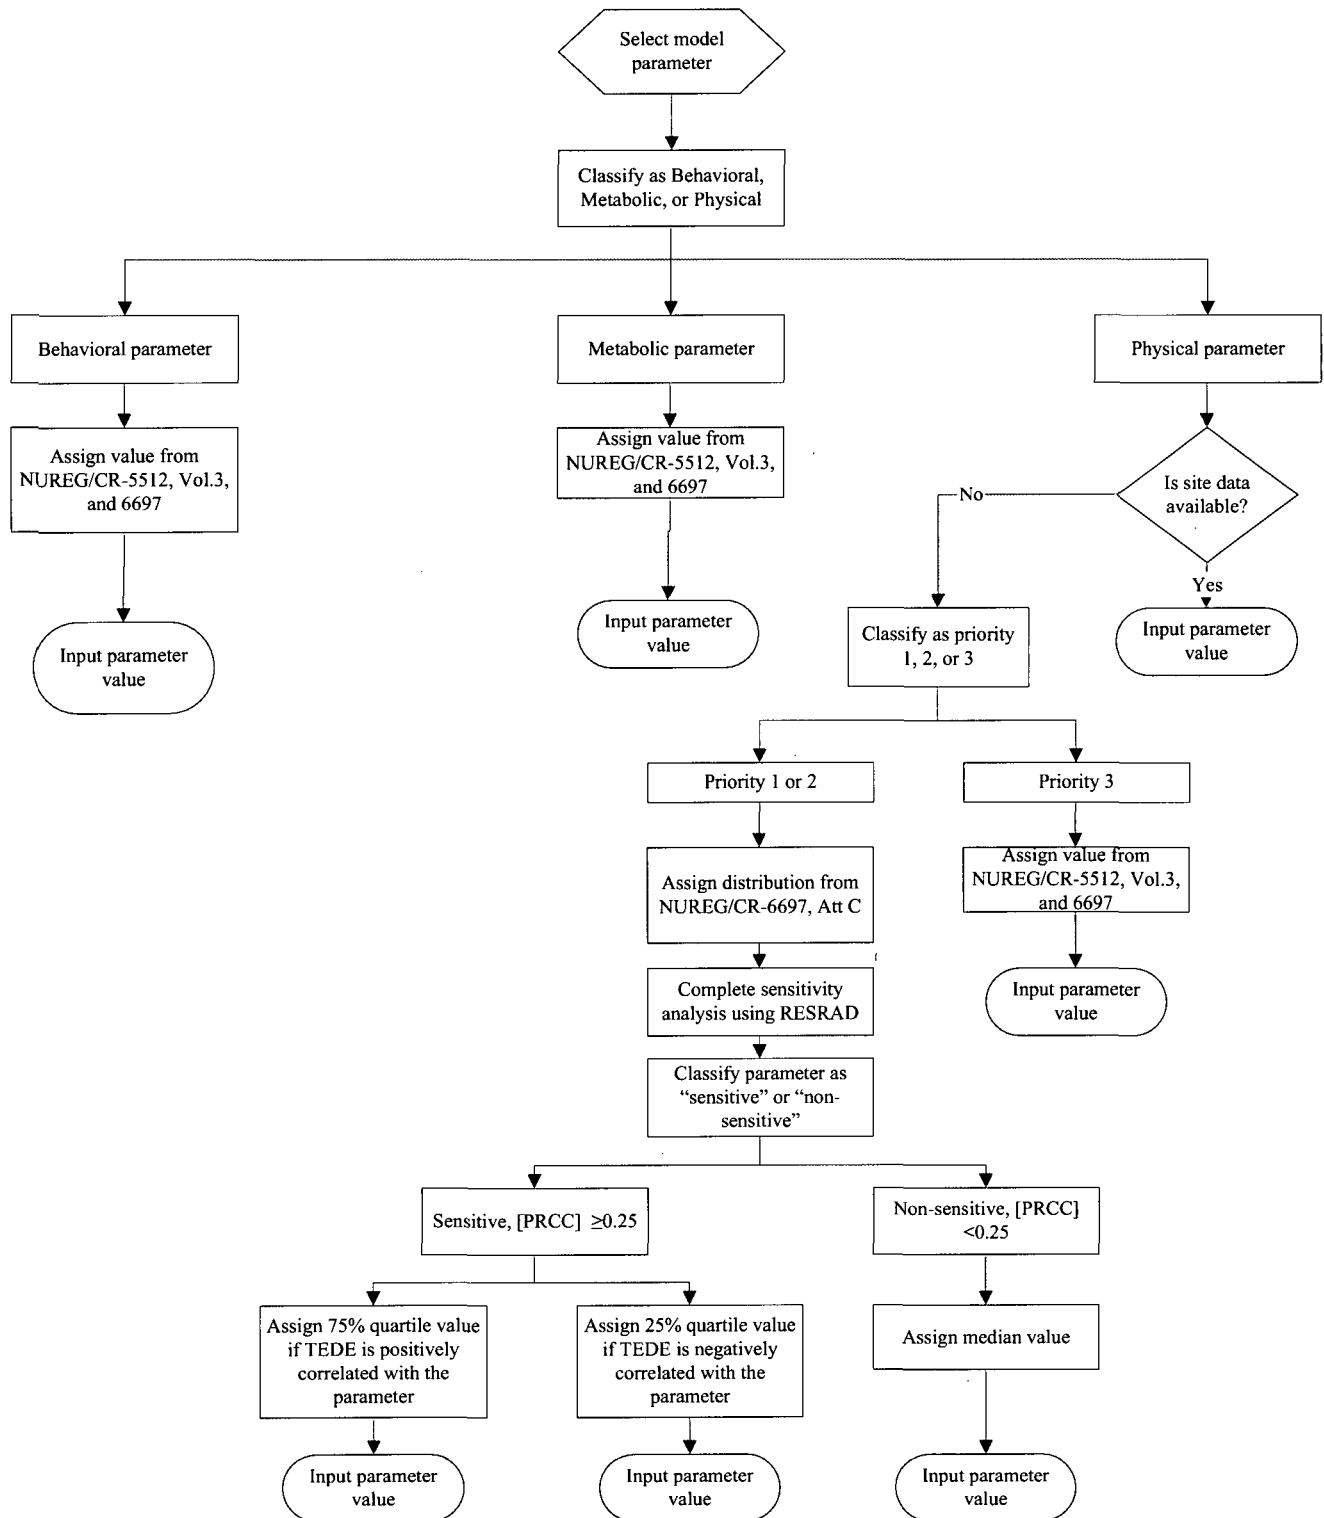 Select model
parameter
Classify as Behavioral,
Metabolic, or Physical
Behavioral parameter
Metabolic parameter
Physical parameter
Assign value from
NUREG/CR-5512, Vol.3,
and 6697
Assign value from
NUREG/CR-5512, Vol.3,
and 6697
Is site data
available?
No
Yes
Input parameter
value
Input parameter
value
Classify as priority
1, 2, or 3
Input parameter
value
Priority 1 or 2
Priority 3
Assign distribution from
NUREG/CR-6697, Att C
Assign value from
NUREG/CR-5512, Vol.3,
and 6697
Complete sensitivity
analysis using RESRAD
Input parameter
value
Classify parameter as
“sensitive” or “non-
sensitive”
Sensitive, [PRCC] ≥0.25
Non-sensitive, [PRCC]
<0.25
Assign 75% quartile value
if TEDE is positively
correlated with the
parameter
Assign 25% quartile value
if TEDE is negatively
correlated with the
parameter
Assign median value
Input parameter
value
Input parameter
value
Input parameter
value